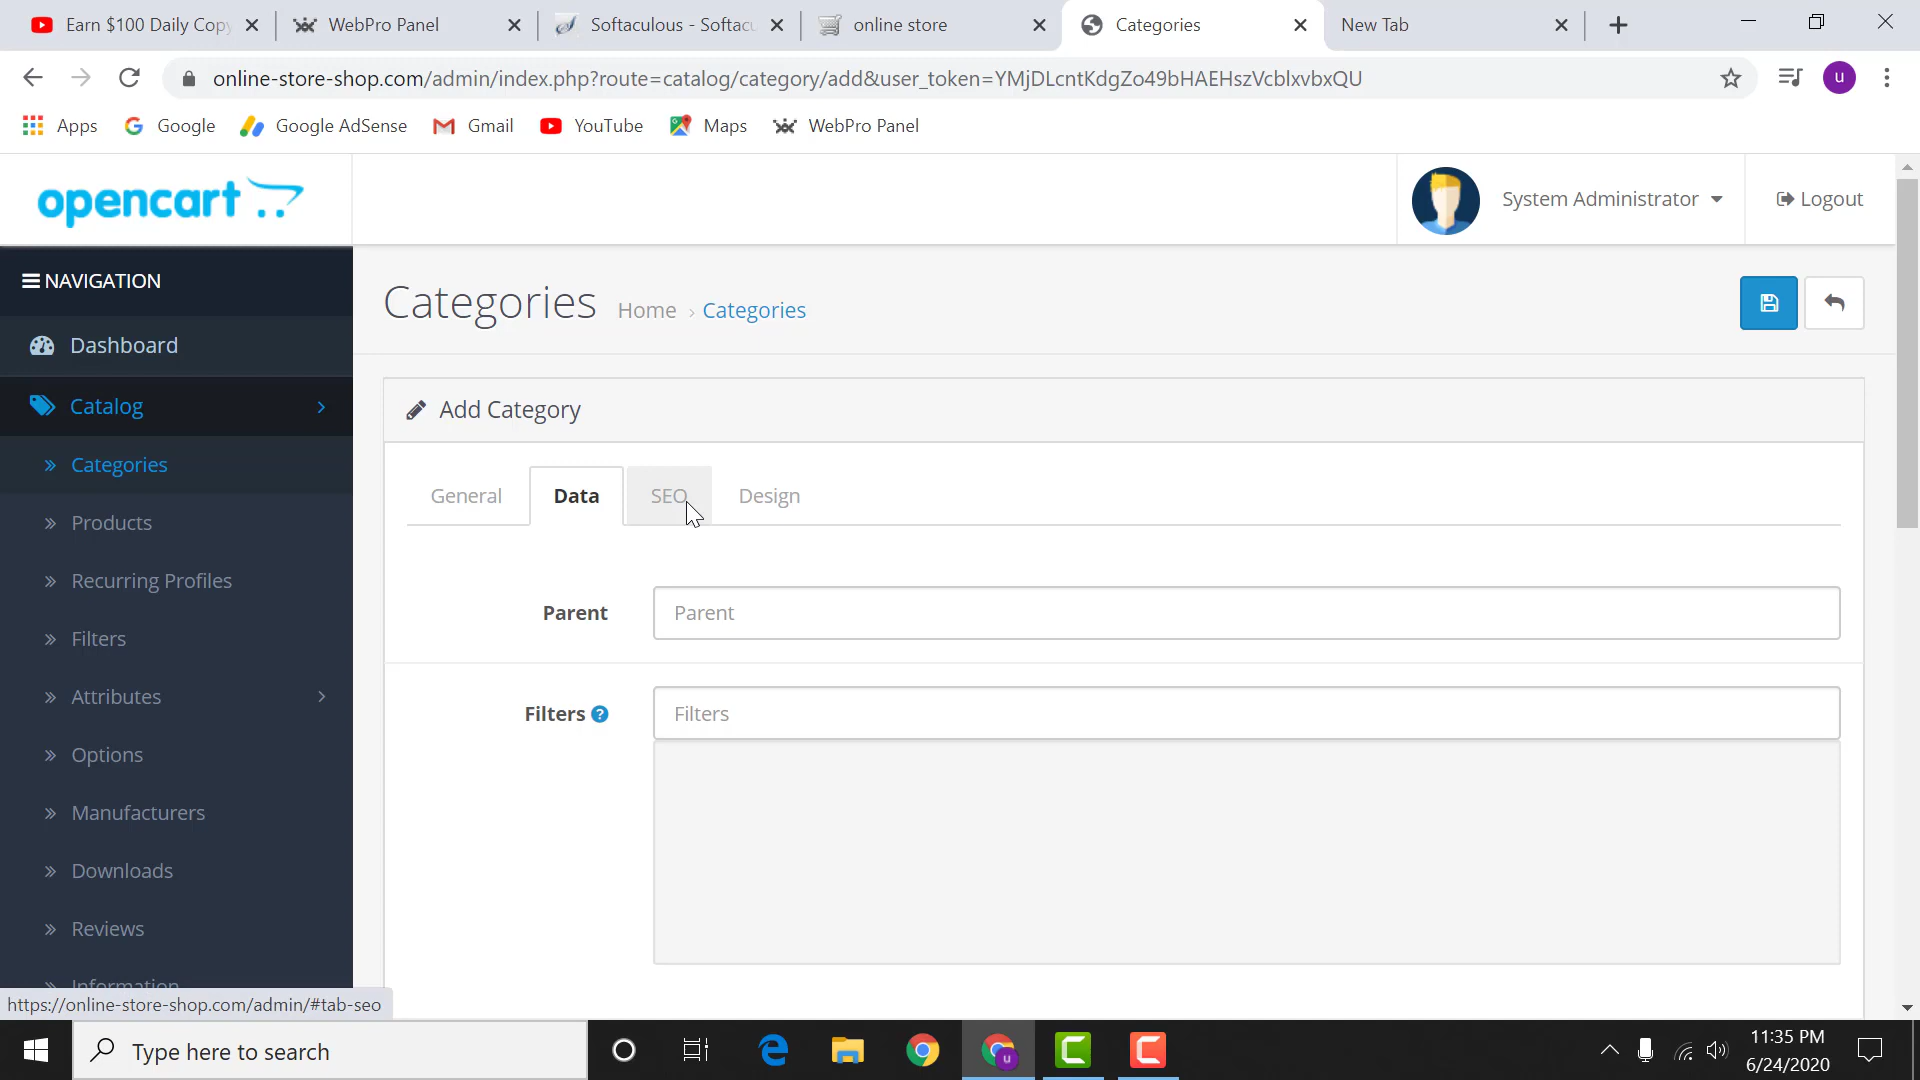 Earn $100 Daily Copy
WebPro Panel
Softaculous - Softacu
online store
Categories
New Tab
online-store-shop.com/admin/index.php?route=catalog/category/add&user_token=YMjDLcntKdgZo49bHAEHszVcblxvbxQU
u
Apps
Google
Google AdSense
Gmail
YouTube
Maps
WebPro Panel
opencart
System Administrator
Logout
NAVIGATION
Dashboard
Catalog
Categories
Products
Recurring Profiles
Filters
Attributes
Options
Manufacturers
Downloads
Reviews
Information
Categories
Home › Categories
Add Category
General
Data
SEO
Design
Parent
Parent
Filters
Filters
https://online-store-shop.com/admin/#tab-seo
Type here to search
11:35 PM
6/24/2020